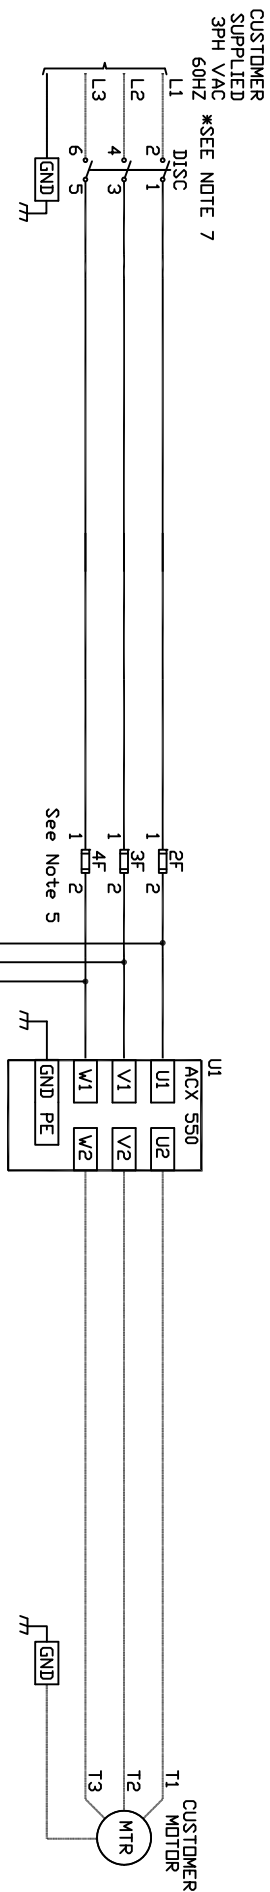 CUSTOMER
SUPPLIED
3PH VAC
60HZ
*SEE NOTE 7
L1
L2
L3
GND
DISC
2 1
4 3
6 5
1 2F 2
1 3F 2
1 4F 2
See Note 5
U1
ACX 550
U1 U2
V1 V2
W1 W2
GND PE
GND
T1
T2
T3
CUSTOMER
MOTOR
MTR